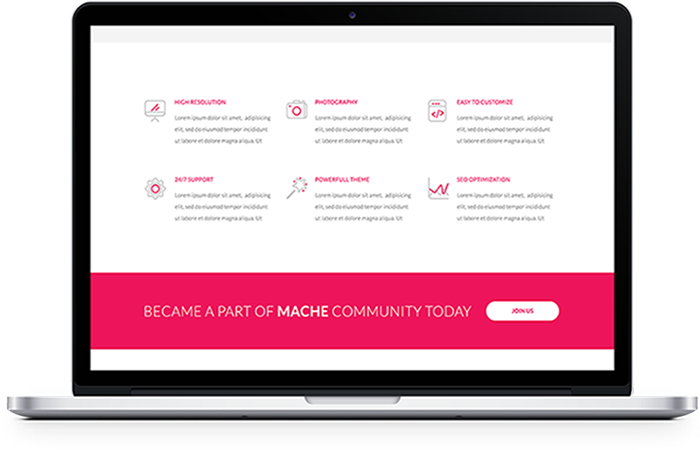 HIGH RESOLUTION
Lorem ipsum dolor sit amet, adipisicing
elit, sed do eiusmod tempor incididunt
ut labore et dolore magna aliqua. Ut
PHOTOGRAPHY
Lorem ipsum dolor sit amet, adipisicing
elit, sed do eiusmod tempor incididunt
ut labore et dolore magna aliqua. Ut
EASY TO CUSTOMIZE
Lorem ipsum dolor sit amet, adipisicing
elit, sed do eiusmod tempor incididunt
ut labore et dolore magna aliqua. Ut
24/7 SUPPORT
Lorem ipsum dolor sit amet, adipisicing
elit, sed do eiusmod tempor incididunt
ut labore et dolore magna aliqua. Ut
POWERFULL THEME
Lorem ipsum dolor sit amet, adipisicing
elit, sed do eiusmod tempor incididunt
ut labore et dolore magna aliqua. Ut
SEO OPTIMIZATION
Lorem ipsum dolor sit amet, adipisicing
elit, sed do eiusmod tempor incididunt
ut labore et dolore magna aliqua. Ut
BECAME A PART OF MACHE COMMUNITY TODAY
JOIN US